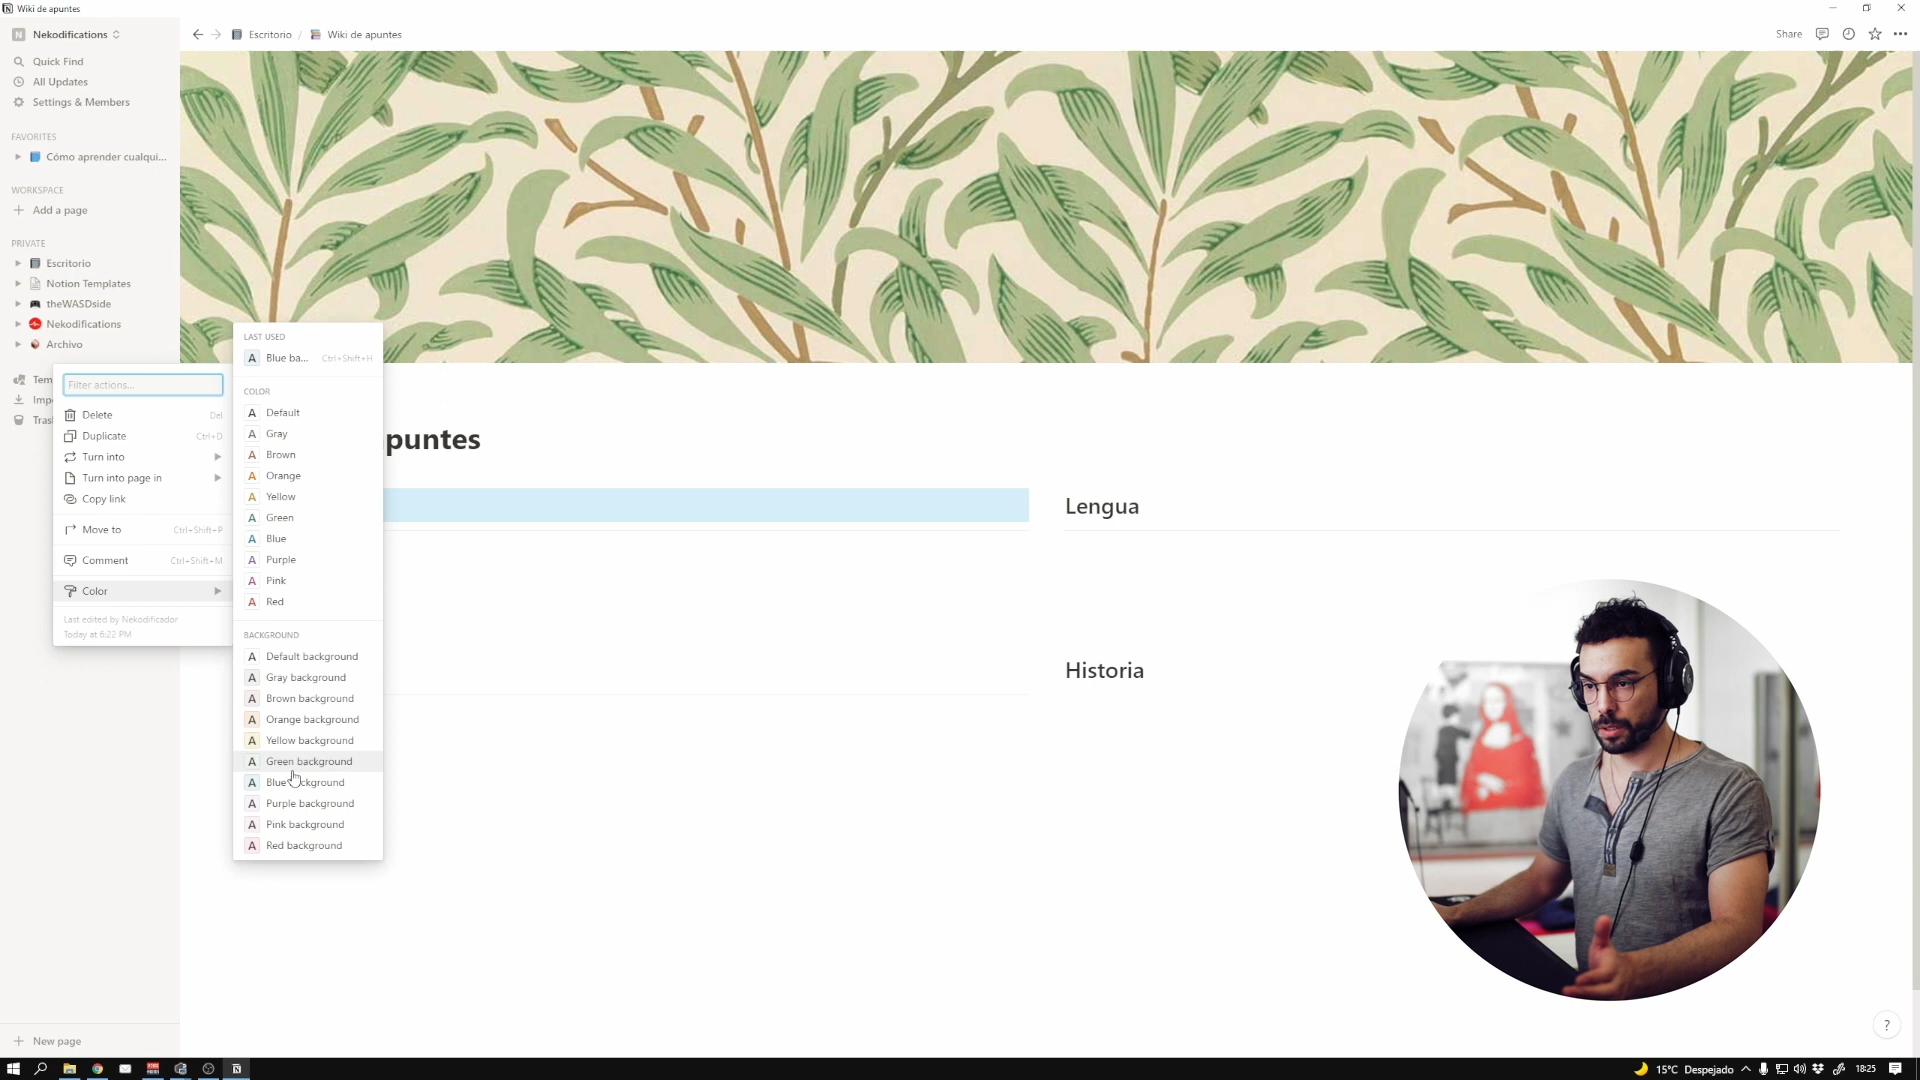 Wiki de apuntes
Nekodifications
Escritorio / Wiki de apuntes
Share
Quick Find
All Updates
Settings & Members
FAVORITES
Cómo aprender cualqui...
WORKSPACE
Add a page
PRIVATE
Escritorio
Notion Templates
theWASDside
Nekodifications
Archivo
Tem
Impo
Tras
Filter actions...
Delete Del
Duplicate Ctrl+D
Turn into
Turn into page in
Copy link
Move to Ctrl+Shift+P
Comment Ctrl+Shift+M
Color
Last edited by Nekodificador
Today at 6:22 PM
LAST USED
A Blue ba... Ctrl+Shift+H
COLOR
A Default
A Gray
A Brown
A Orange
A Yellow
A Green
A Blue
A Purple
A Pink
A Red
BACKGROUND
A Default background
A Gray background
A Brown background
A Orange background
A Yellow background
A Green background
A Blue background
A Purple background
A Pink background
A Red background
puntes
Lengua
Historia
New page
?
15°C Despejado
18:25